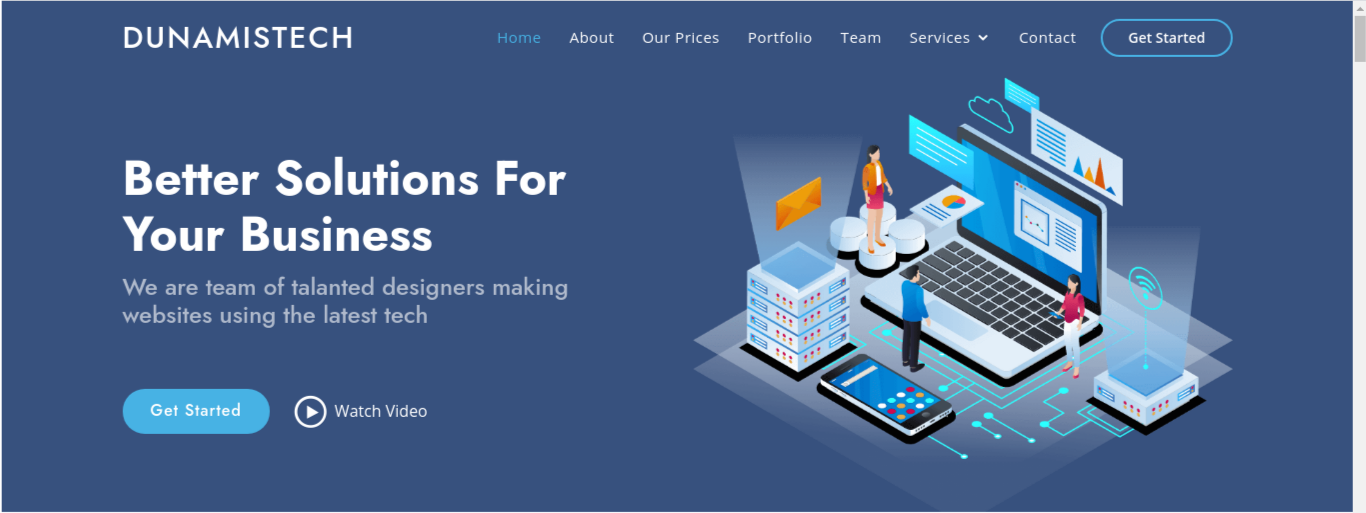 DUNAMISTECH
Home About Our Prices Portfolio Team Services Contact Get Started
Better Solutions For
Your Business
We are team of talanted designers making
websites using the latest tech
Get Started Watch Video